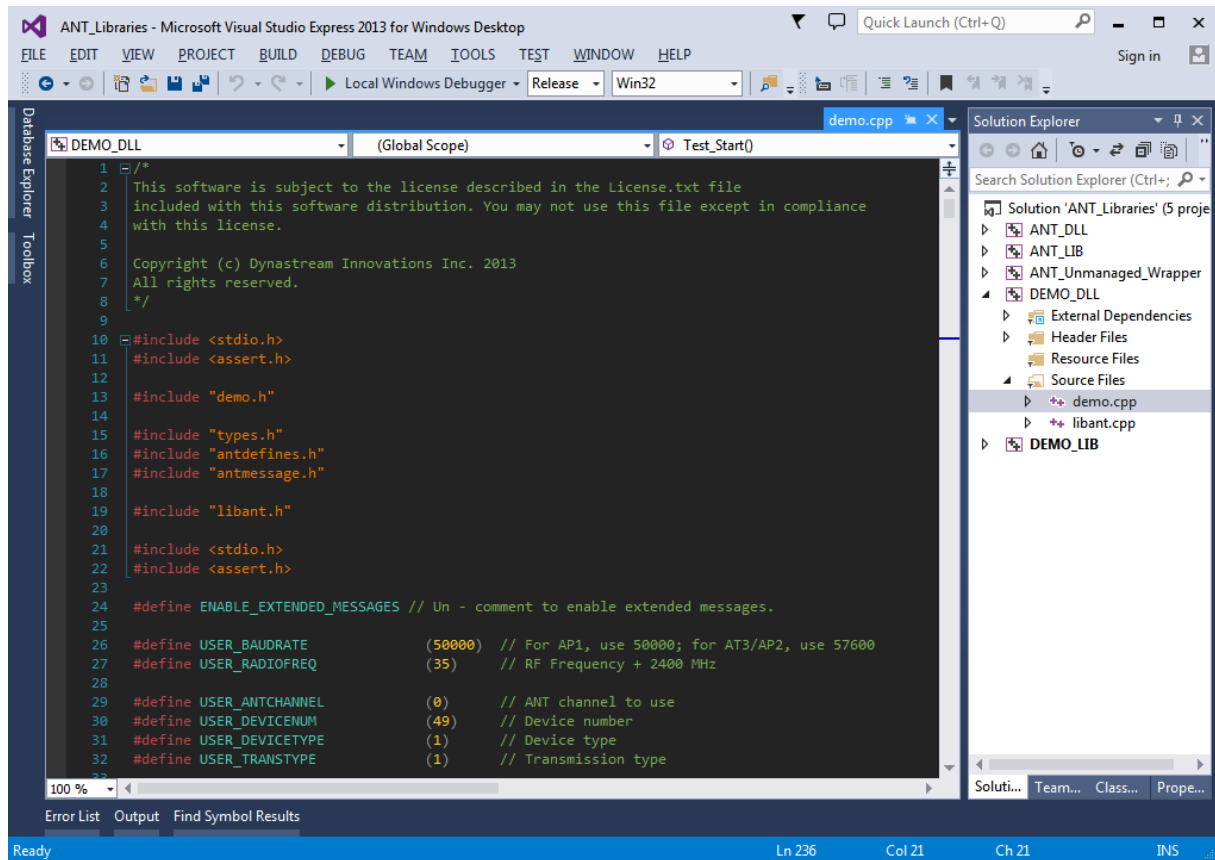 ANT_Libraries - Microsoft Visual Studio Express 2013 for Windows Desktop
Quick Launch (Ctrl+Q)
FILE EDIT VIEW PROJECT BUILD DEBUG TEAM TOOLS TEST WINDOW HELP
Sign in
Local Windows Debugger Release Win32
Database Explorer
Toolbox
demo.cpp
DEMO_DLL (Global Scope) Test_Start()
1 /*
2 This software is subject to the license described in the License.txt file
3 included with this software distribution. You may not use this file except in compliance
4 with this license.
5
6 Copyright (c) Dynastream Innovations Inc. 2013
7 All rights reserved.
8 */
9
10 #include <stdio.h>
11 #include <assert.h>
12
13 #include "demo.h"
14
15 #include "types.h"
16 #include "antdefines.h"
17 #include "antmessage.h"
18
19 #include "libant.h"
20
21 #include <stdio.h>
22 #include <assert.h>
23
24 #define ENABLE_EXTENDED_MESSAGES // Un - comment to enable extended messages.
25
26 #define USER_BAUDRATE (50000) // For AP1, use 50000; for AT3/AP2, use 57600
27 #define USER_RADIOFREQ (35) // RF Frequency + 2400 MHz
28
29 #define USER_ANTCHANNEL (0) // ANT channel to use
30 #define USER_DEVICENUM (49) // Device number
31 #define USER_DEVICETYPE (1) // Device type
32 #define USER_TRANSTYPE (1) // Transmission type
33
100 %
Solution Explorer
Search Solution Explorer (Ctrl+;
Solution 'ANT_Libraries' (5 proje
ANT_DLL
ANT_LIB
ANT_Unmanaged_Wrapper
DEMO_DLL
External Dependencies
Header Files
Resource Files
Source Files
demo.cpp
libant.cpp
DEMO_LIB
Soluti... Team... Class... Prope...
Error List Output Find Symbol Results
Ready Ln 236 Col 21 Ch 21 INS